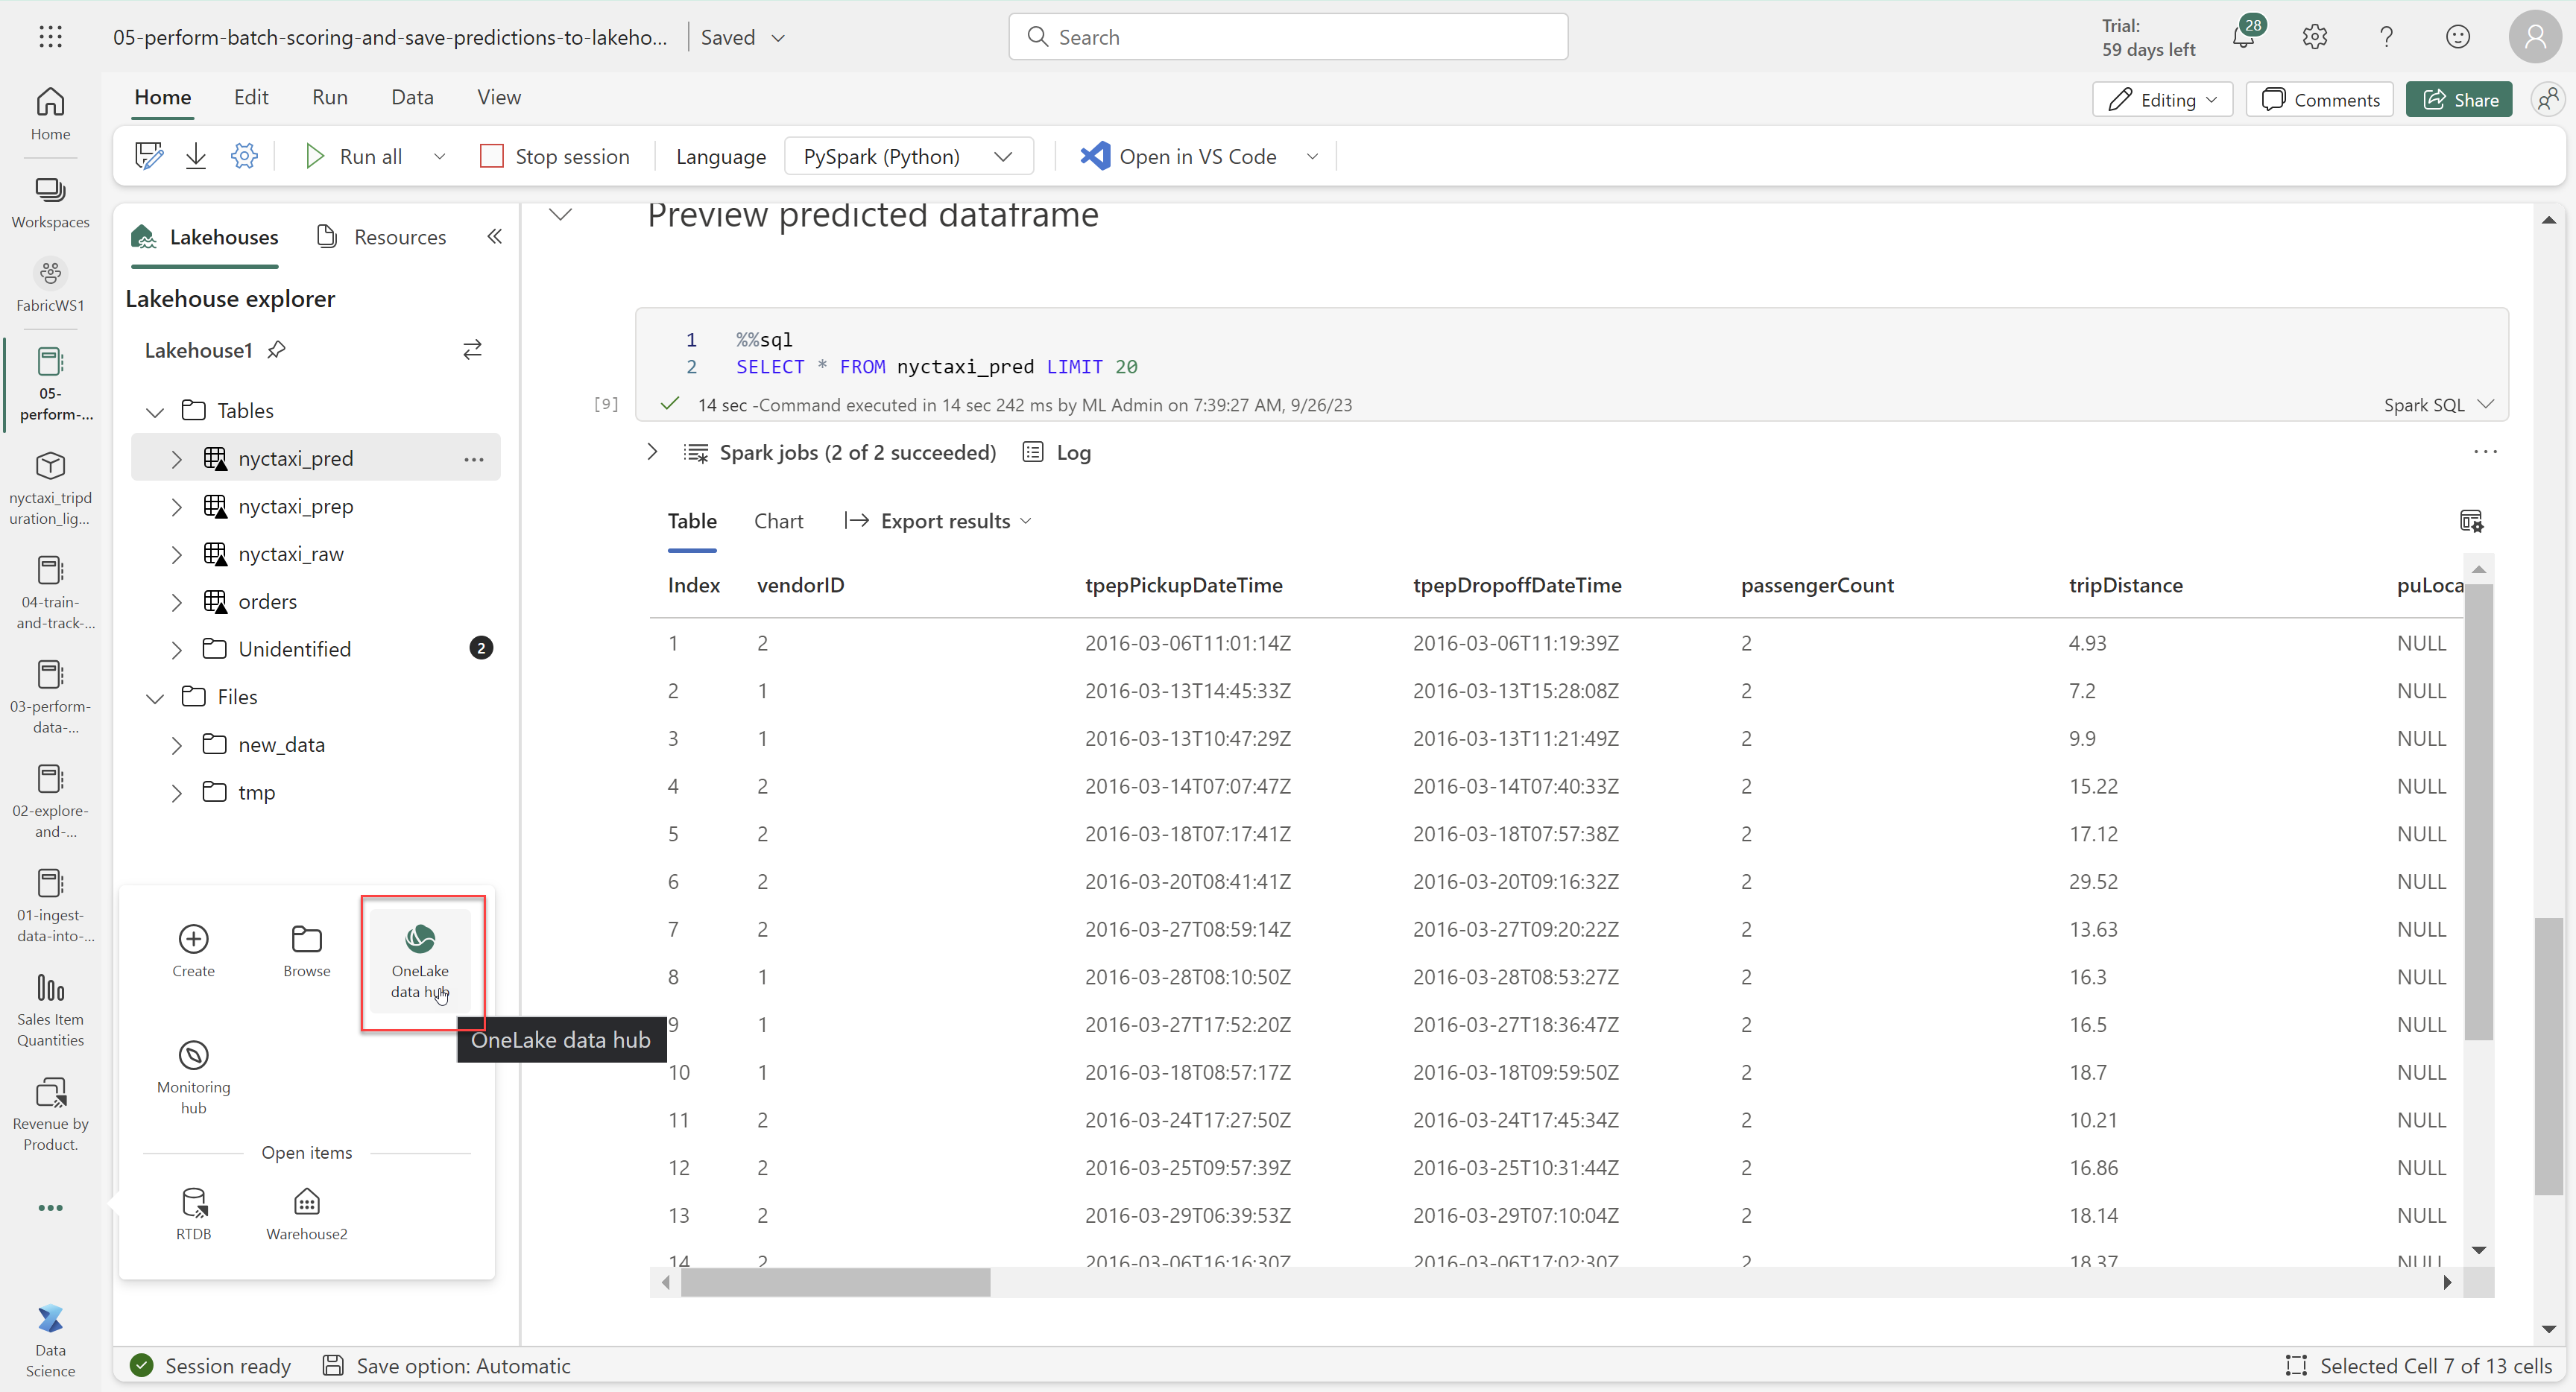 05-perform-batch-scoring-and-save-predictions-to-lakeho...
Saved
Search
Trial:
59 days left
28
Home
Edit
Run
Data
View
Editing
Comments
Share
Run all
Stop session
Language
PySpark (Python)
Open in VS Code
Home
Workspaces
FabricWS1
05-
perform-...
nyctaxi_tripd
uration_lig...
04-train-
and-track-...
03-perform-
data-...
02-explore-
and-...
01-ingest-
data-into-...
Sales Item
Quantities
Revenue by
Product.
Data
Science
Lakehouses
Resources
Lakehouse explorer
Lakehouse1
Tables
nyctaxi_pred
nyctaxi_prep
nyctaxi_raw
orders
Unidentified
2
Files
new_data
tmp
Create
Browse
OneLake
data hub
OneLake data hub
Monitoring
hub
Open items
RTDB
Warehouse2
Preview predicted dataframe
1 %%sql
2 SELECT * FROM nyctaxi_pred LIMIT 20
[9]
14 sec -Command executed in 14 sec 242 ms by ML Admin on 7:39:27 AM, 9/26/23
Spark SQL
Spark jobs (2 of 2 succeeded)
Log
Table
Chart
Export results
Index vendorID tpepPickupDateTime tpepDropoffDateTime passengerCount tripDistance puLoca
1 2 2016-03-06T11:01:14Z 2016-03-06T11:19:39Z 2 4.93 NULL
2 1 2016-03-13T14:45:33Z 2016-03-13T15:28:08Z 2 7.2 NULL
3 1 2016-03-13T10:47:29Z 2016-03-13T11:21:49Z 2 9.9 NULL
4 2 2016-03-14T07:07:47Z 2016-03-14T07:40:33Z 2 15.22 NULL
5 2 2016-03-18T07:17:41Z 2016-03-18T07:57:38Z 2 17.12 NULL
6 2 2016-03-20T08:41:41Z 2016-03-20T09:16:32Z 2 29.52 NULL
7 2 2016-03-27T08:59:14Z 2016-03-27T09:20:22Z 2 13.63 NULL
8 1 2016-03-28T08:10:50Z 2016-03-28T08:53:27Z 2 16.3 NULL
9 1 2016-03-27T17:52:20Z 2016-03-27T18:36:47Z 2 16.5 NULL
10 1 2016-03-18T08:57:17Z 2016-03-18T09:59:50Z 2 18.7 NULL
11 2 2016-03-24T17:27:50Z 2016-03-24T17:45:34Z 2 10.21 NULL
12 2 2016-03-25T09:57:39Z 2016-03-25T10:31:44Z 2 16.86 NULL
13 2 2016-03-29T06:39:53Z 2016-03-29T07:10:04Z 2 18.14 NULL
14 2 2016-03-06T16:16:30Z 2016-03-06T17:02:30Z 2 18.37 NULL
Session ready
Save option: Automatic
Selected Cell 7 of 13 cells